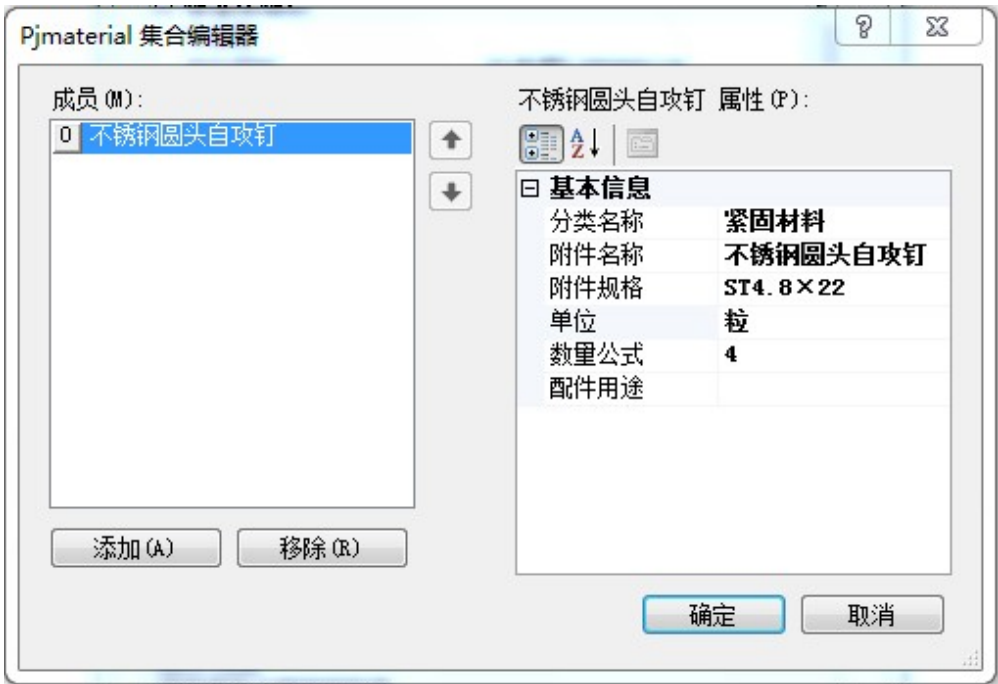 Pjmaterial 集合编辑器
成员(M):
0 不锈钢圆头自攻钉
添加(A)
移除(R)
不锈钢圆头自攻钉 属性(P):
基本信息
分类名称 紧固材料
附件名称 不锈钢圆头自攻钉
附件规格 ST4.8×22
单位 粒
数量公式 4
配件用途
确定
取消